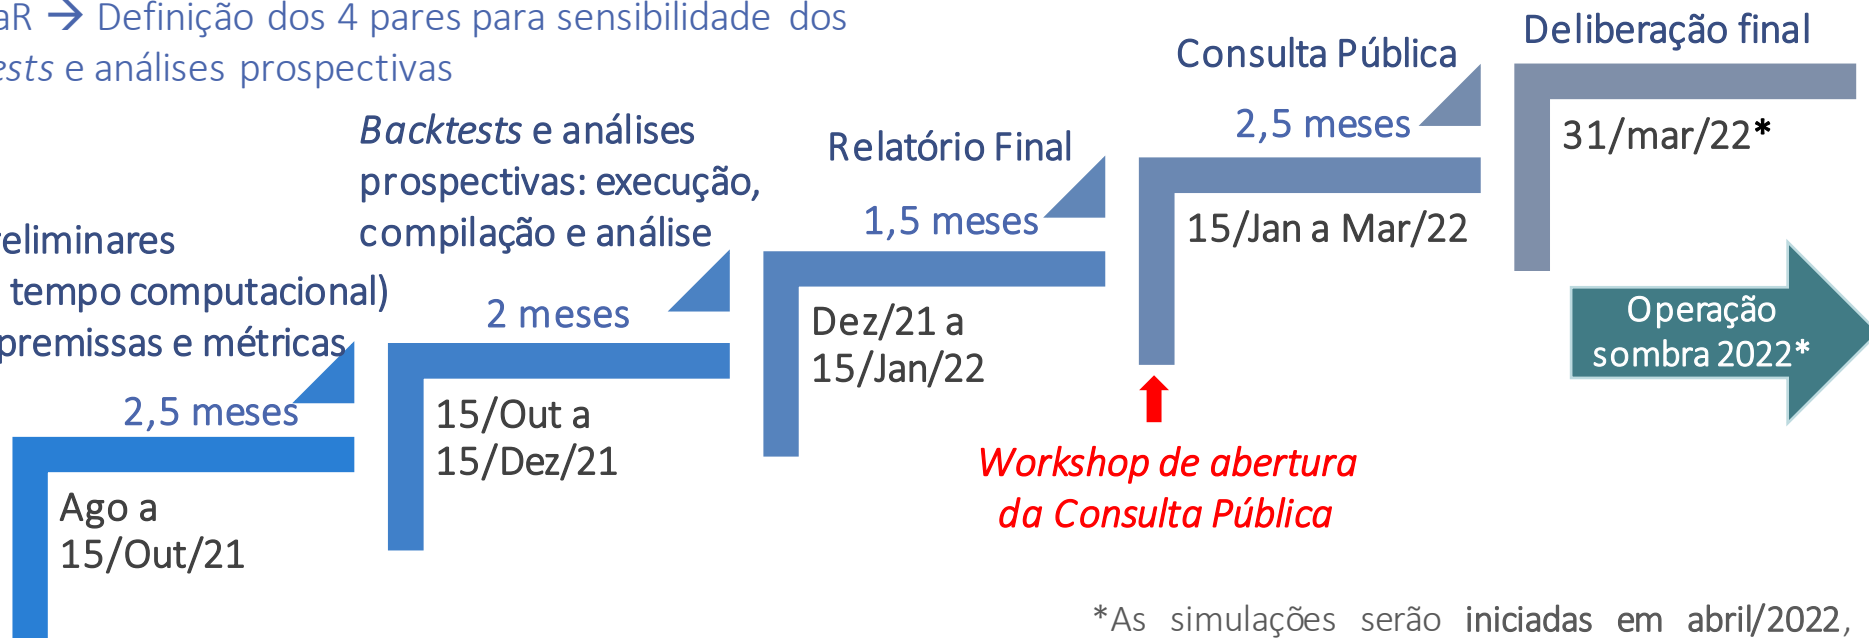 aR → Definição dos 4 pares para sensibilidade dos
ests e análises prospectivas
reliminares
tempo computacional)
premissas e métricas
2,5 meses
Ago a
15/Out/21
Backtests e análises
prospectivas: execução,
compilação e análise
2 meses
15/Out a
15/Dez/21
Relatório Final
1,5 meses
Dez/21 a
15/Jan/22
Consulta Pública
2,5 meses
15/Jan a Mar/22
Workshop de abertura
da Consulta Pública
Deliberação final
31/mar/22*
Operação
sombra 2022*
*As simulações serão iniciadas em abril/2022,